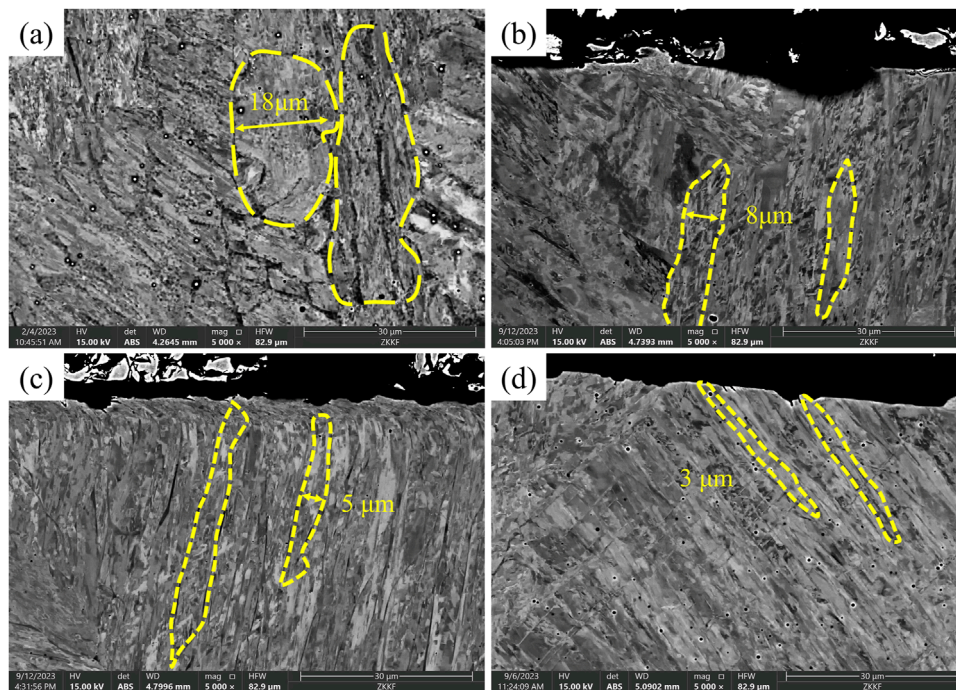 (a)
18μm
2/4/2023 HV det WD mag □ HFW 30 μm
10:45:51 AM 15.00 kV ABS 4.2645 mm 5 000 × 82.9 μm ZKKF
(b)
8μm
9/12/2023 HV det WD mag □ HFW 30 μm
4:05:03 PM 15.00 kV ABS 4.7393 mm 5 000 × 82.9 μm ZKKF
(c)
5 μm
9/12/2023 HV det WD mag □ HFW 30 μm
4:31:56 PM 15.00 kV ABS 4.7996 mm 5 000 × 82.9 μm ZKKF
(d)
3 μm
9/6/2023 HV det WD mag □ HFW 30 μm
11:24:09 AM 15.00 kV ABS 5.0902 mm 5 000 × 82.9 μm ZKKF